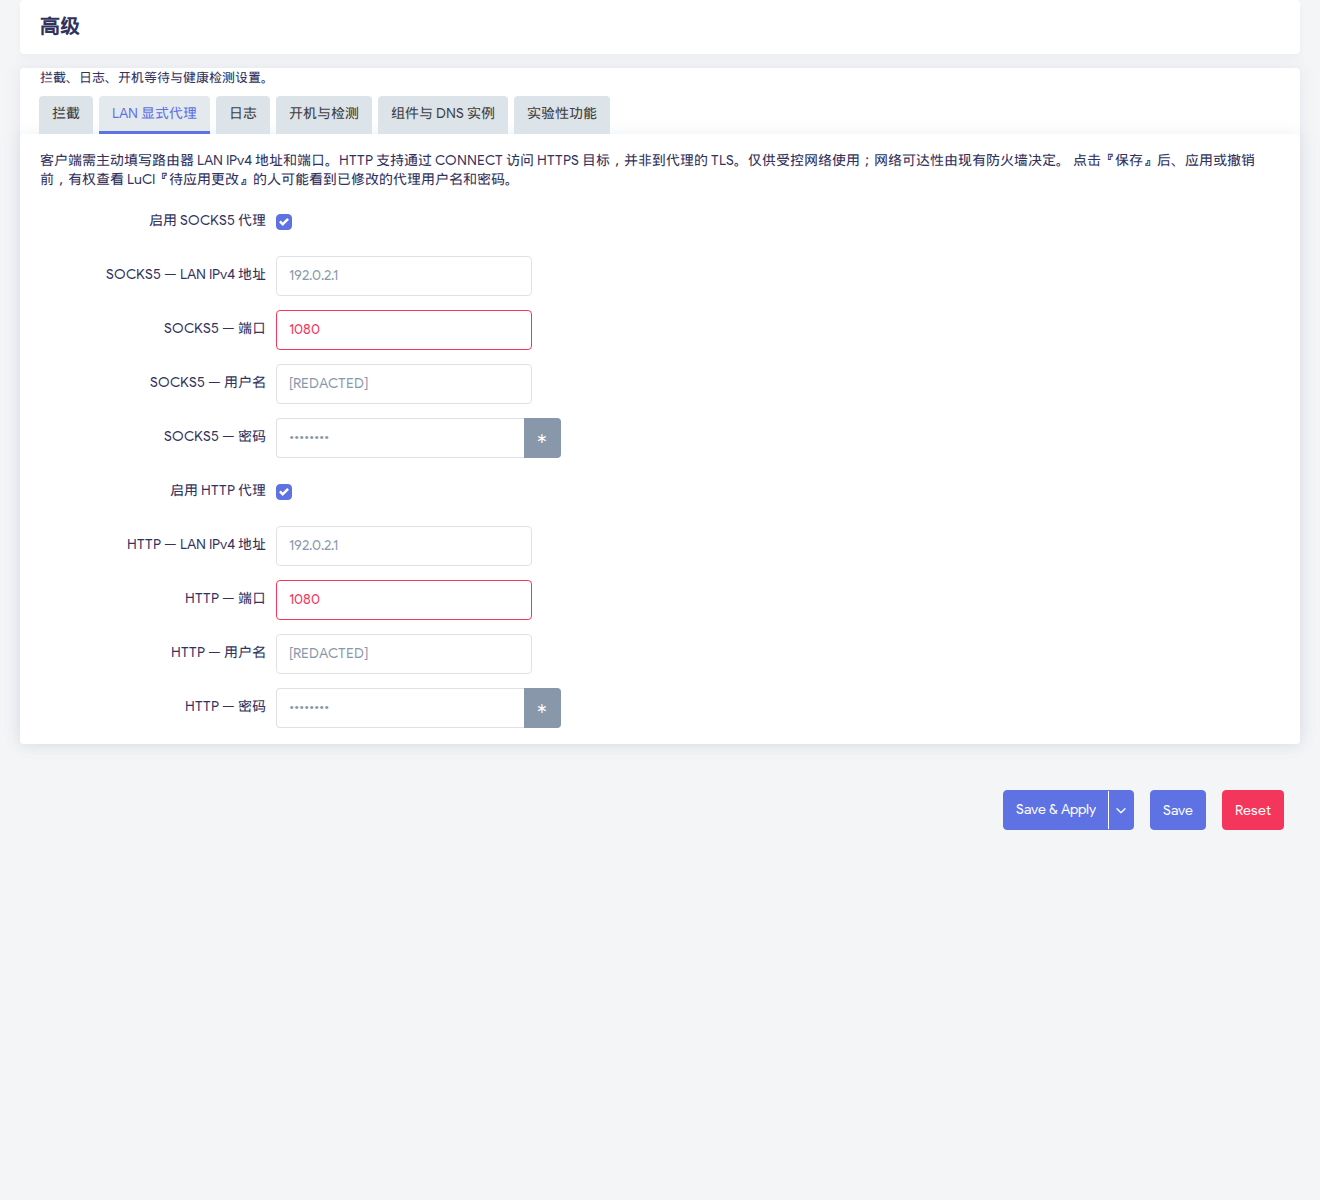 高级
拦截、日志、开机等待与健康检测设置。
拦截 LAN 显式代理 日志 开机与检测 组件与 DNS 实例 实验性功能
客户端需主动填写路由器 LAN IPv4 地址和端口。HTTP 支持通过 CONNECT 访问 HTTPS 目标，并非到代理的 TLS。仅供受控网络使用；网络可达性由现有防火墙决定。 点击『保存』后、应用或撤销
前，有权查看 LuCI『待应用更改』的人可能看到已修改的代理用户名和密码。
启用 SOCKS5 代理
SOCKS5 — LAN IPv4 地址 192.0.2.1
SOCKS5 — 端口 1080
SOCKS5 — 用户名 [REDACTED]
SOCKS5 — 密码 •••••••• *
启用 HTTP 代理
HTTP — LAN IPv4 地址 192.0.2.1
HTTP — 端口 1080
HTTP — 用户名 [REDACTED]
HTTP — 密码 •••••••• *
Save & Apply Save Reset